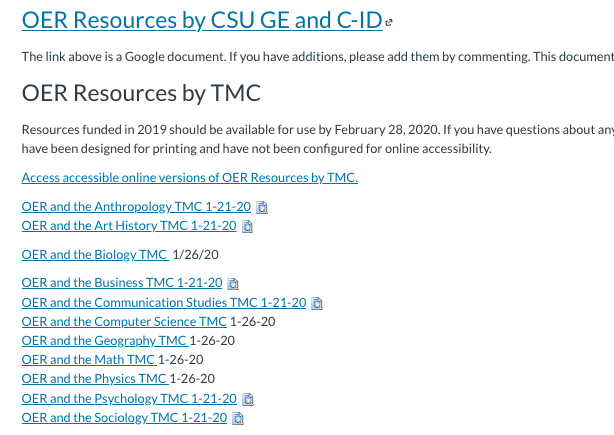 OER Resources by CSU GE and C-ID
The link above is a Google document. If you have additions, please add them by commenting. This document
OER Resources by TMC
Resources funded in 2019 should be available for use by February 28, 2020. If you have questions about any
have been designed for printing and have not been configured for online accessibility.
Access accessible online versions of OER Resources by TMC.
OER and the Anthropology TMC 1-21-20
OER and the Art History TMC 1-21-20
OER and the Biology TMC 1/26/20
OER and the Business TMC 1-21-20
OER and the Communication Studies TMC 1-21-20
OER and the Computer Science TMC 1-26-20
OER and the Geography TMC 1-26-20
OER and the Math TMC 1-26-20
OER and the Physics TMC 1-26-20
OER and the Psychology TMC 1-21-20
OER and the Sociology TMC 1-21-20